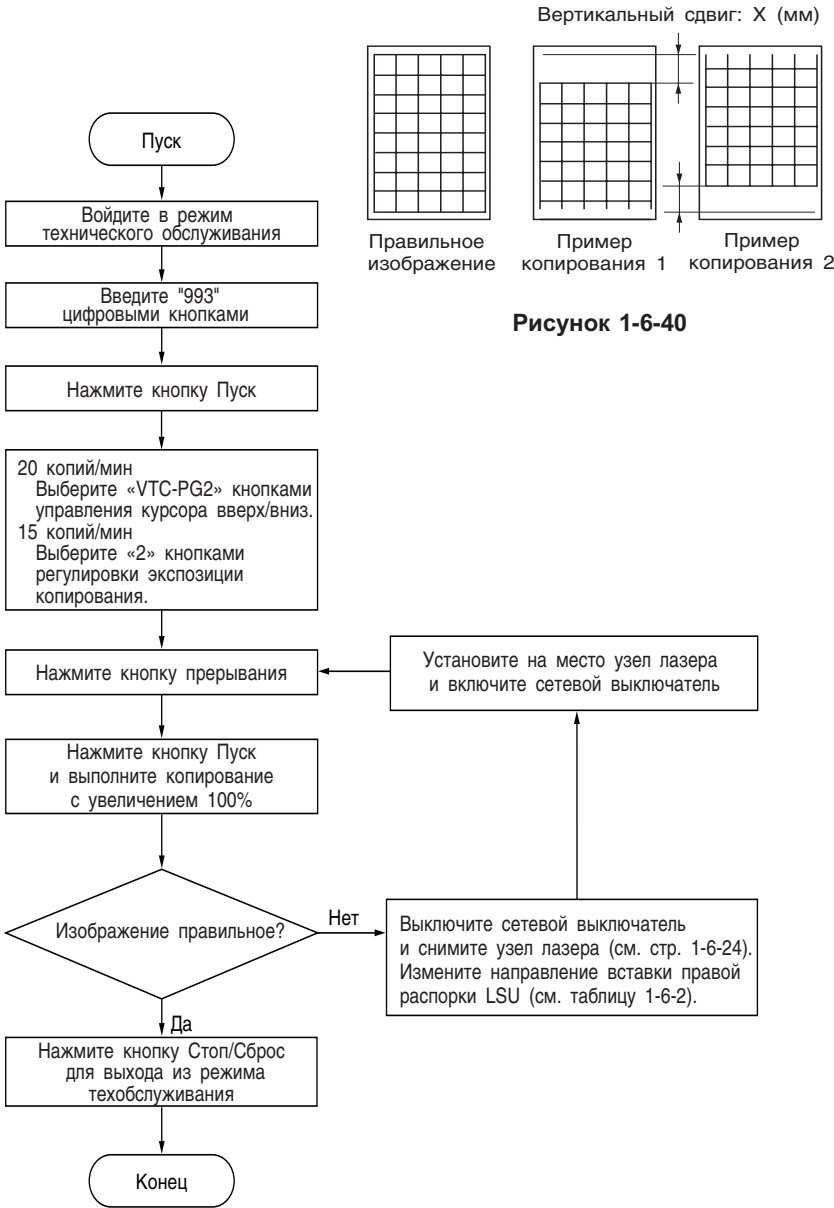 Вертикальный сдвиг: X (мм)
Правильное
изображение
Пример
копирования 1
Пример
копирования 2
Рисунок 1-6-40
Пуск
Войдите в режим
технического обслуживания
Введите "993"
цифровыми кнопками
Нажмите кнопку Пуск
20 копий/мин
Выберите «VTC-PG2» кнопками
управления курсора вверх/вниз.
15 копий/мин
Выберите «2» кнопками
регулировки экспозиции
копирования.
Нажмите кнопку прерывания
Установите на место узел лазера
и включите сетевой выключатель
Нажмите кнопку Пуск
и выполните копирование
с увеличением 100%
Изображение правильное?
Нет
Выключите сетевой выключатель
и снимите узел лазера (см. стр. 1-6-24).
Измените направление вставки правой
распорки LSU (см. таблицу 1-6-2).
Да
Нажмите кнопку Стоп/Сброс
для выхода из режима
техобслуживания
Конец